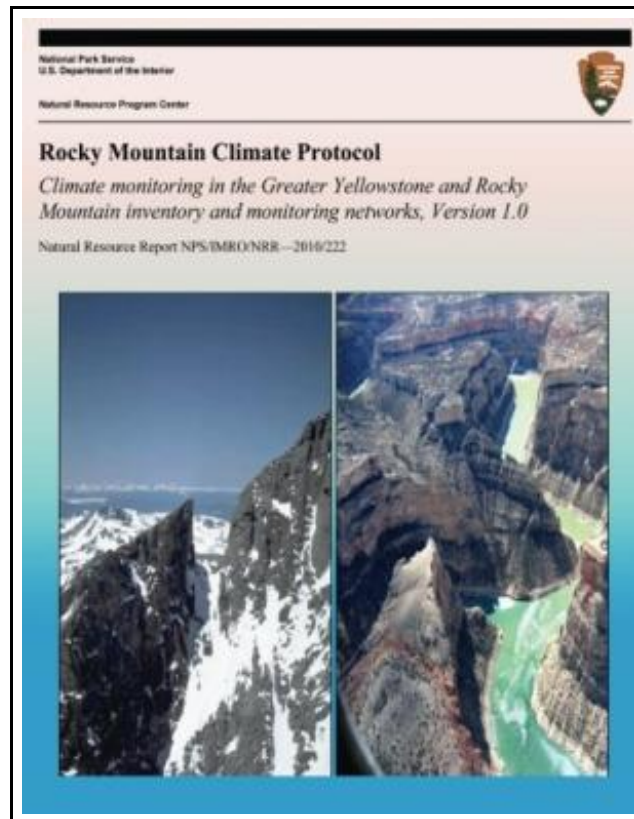 National Park Service
U.S. Department of the Interior
Natural Resource Program Center
Rocky Mountain Climate Protocol
Climate monitoring in the Greater Yellowstone and Rocky
Mountain inventory and monitoring networks, Version 1.0
Natural Resource Report NPS/IMRO/NRR—2010/222